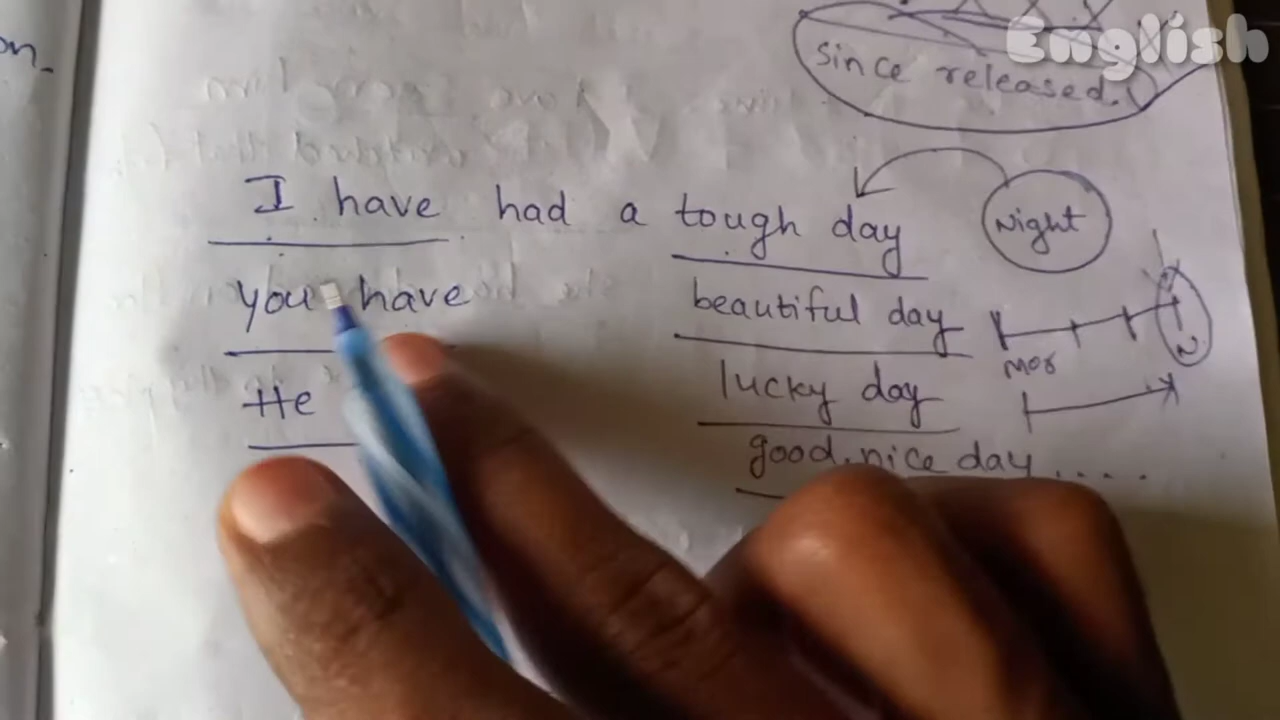 on.
English
since released.
I have had a tough day
Night
you have
beautiful day
Mor
N.
He
lucky day
good, nice day.....